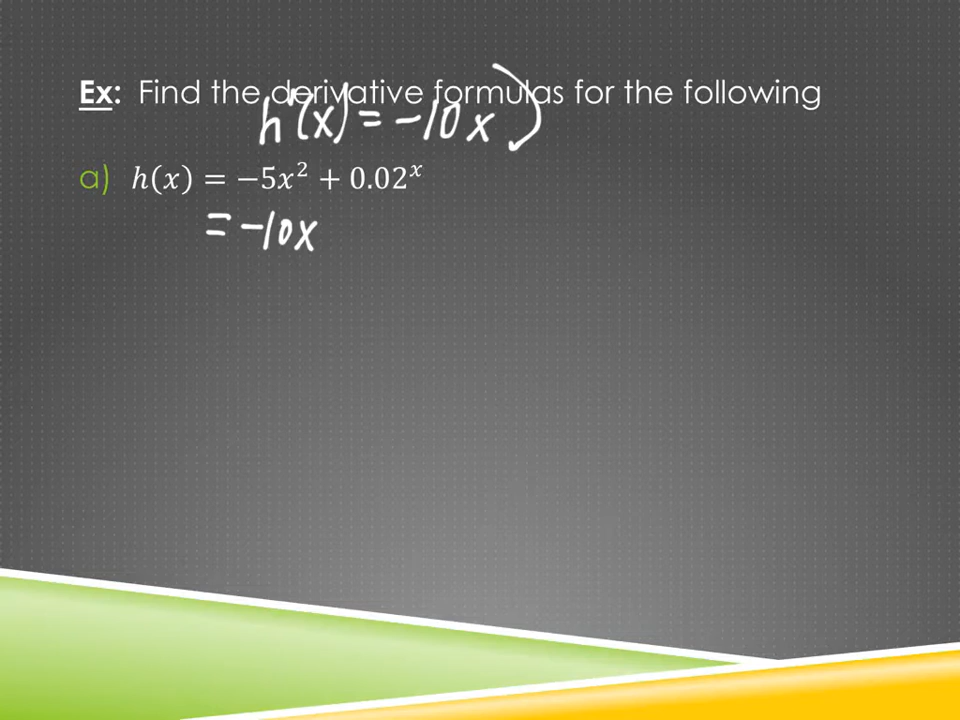 Ex: Find the derivative formulas for the following
h'(x) = -10x
a) h(x) = −5x² + 0.02ˣ
= -10x